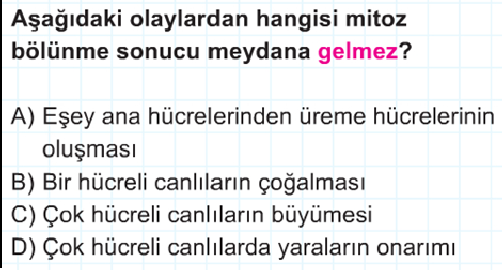 Aşağıdaki olaylardan hangisi mitoz
bölünme sonucu meydana gelmez?
A) Eşey ana hücrelerinden üreme hücrelerinin
oluşması
B) Bir hücreli canlıların çoğalması
C) Çok hücreli canlıların büyümesi
D) Çok hücreli canlılarda yaraların onarımı